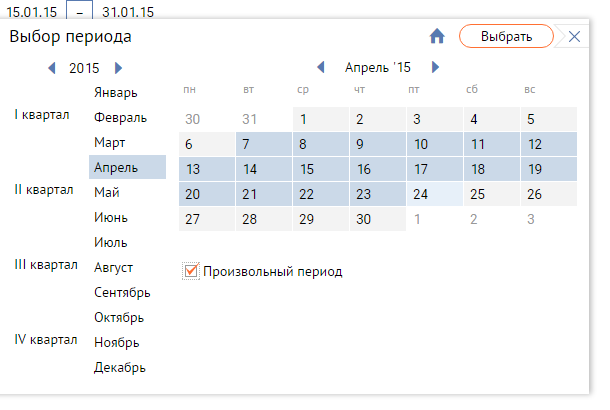 15.01.15 – 31.01.15
Выбор периода Выбрать
2015 Апрель '15
пн вт ср чт пт сб вс
Январь
I квартал Февраль
Март
Апрель
II квартал Май
Июнь
Июль
III квартал Август
Сентябрь
Октябрь
IV квартал Ноябрь
Декабрь
30 31 1 2 3 4 5
6 7 8 9 10 11 12
13 14 15 16 17 18 19
20 21 22 23 24 25 26
27 28 29 30 1 2 3
Произвольный период